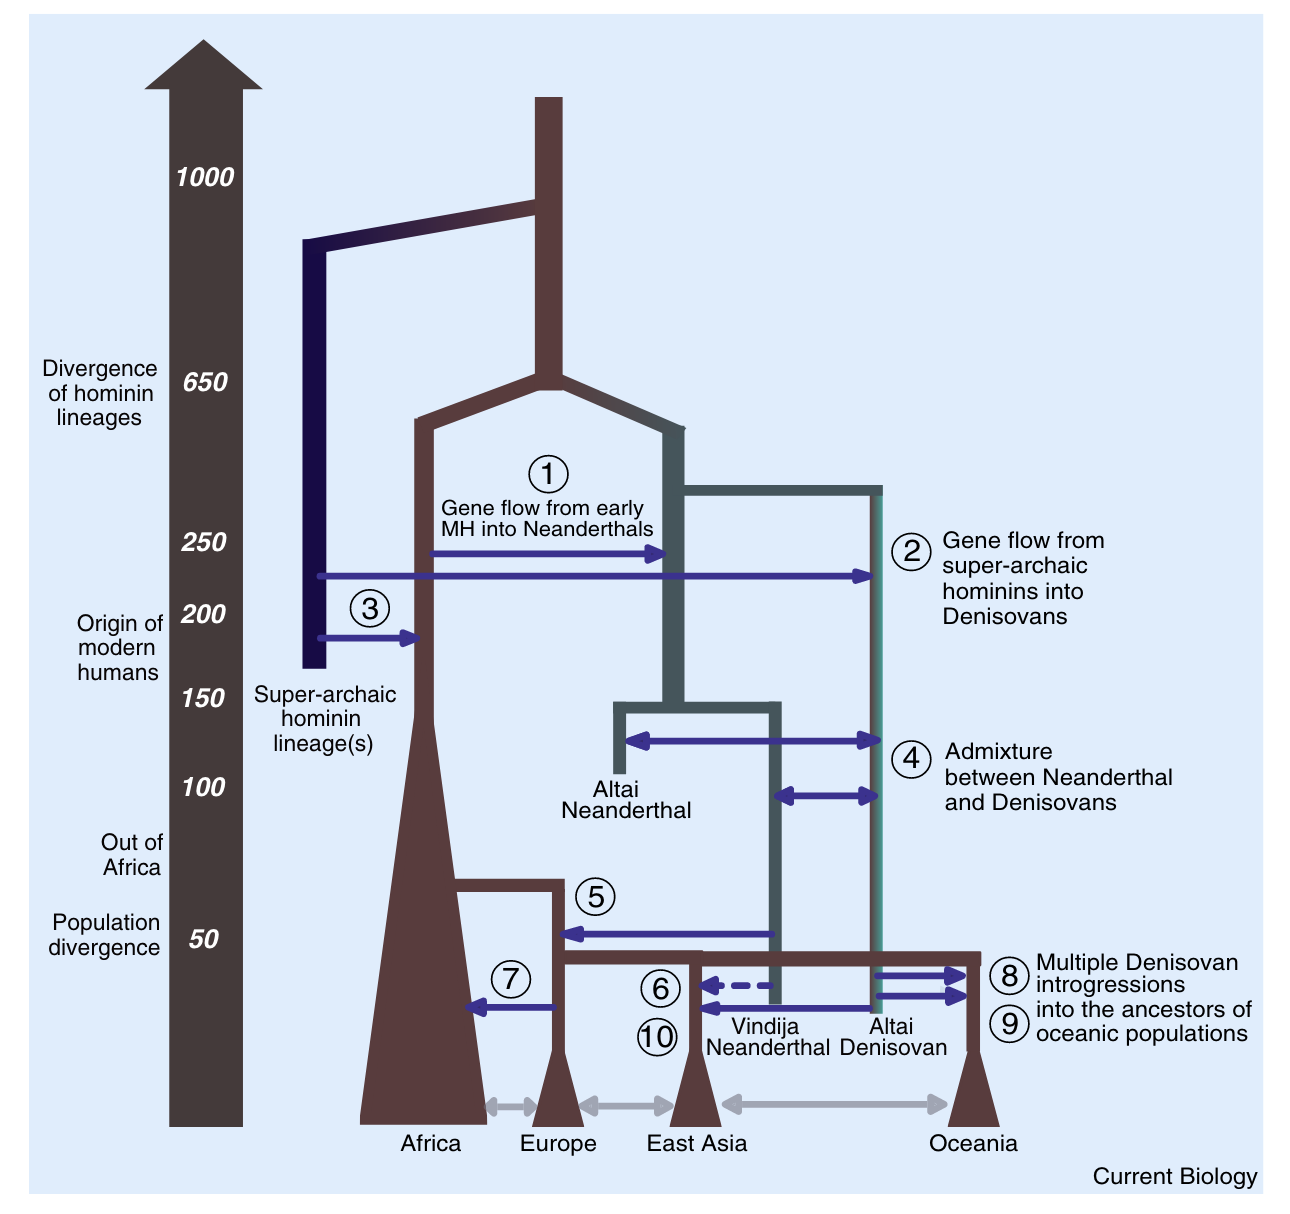 1000
Divergence
of hominin
lineages
650
1
Gene flow from early
MH into Neanderthals
250
2
Gene flow from
super-archaic
hominins into
Denisovans
3
200
Origin of
modern
humans
150
Super-archaic
hominin
lineage(s)
4
Admixture
between Neanderthal
and Denisovans
100
Altai
Neanderthal
Out of
Africa
5
Population
divergence
50
7
6
8
Multiple Denisovan
introgressions
into the ancestors of
oceanic populations
9
10
Vindija
Neanderthal
Altai
Denisovan
Africa
Europe
East Asia
Oceania
Current Biology